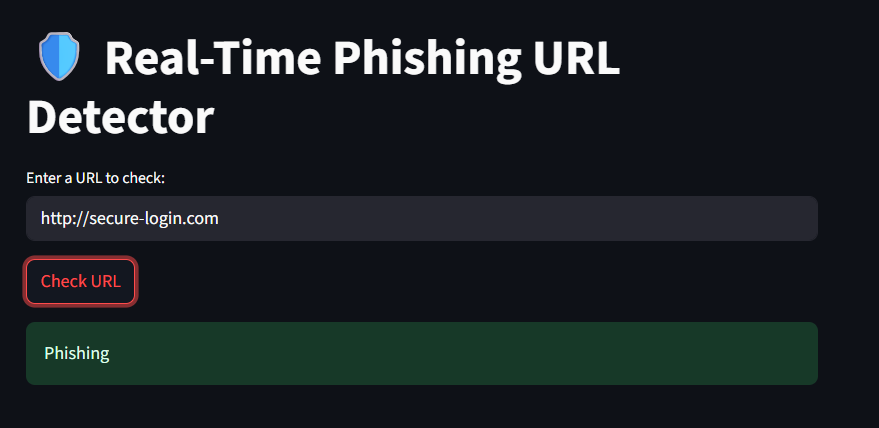 Real-Time Phishing URL
Detector
Enter a URL to check:
http://secure-login.com
Check URL
Phishing